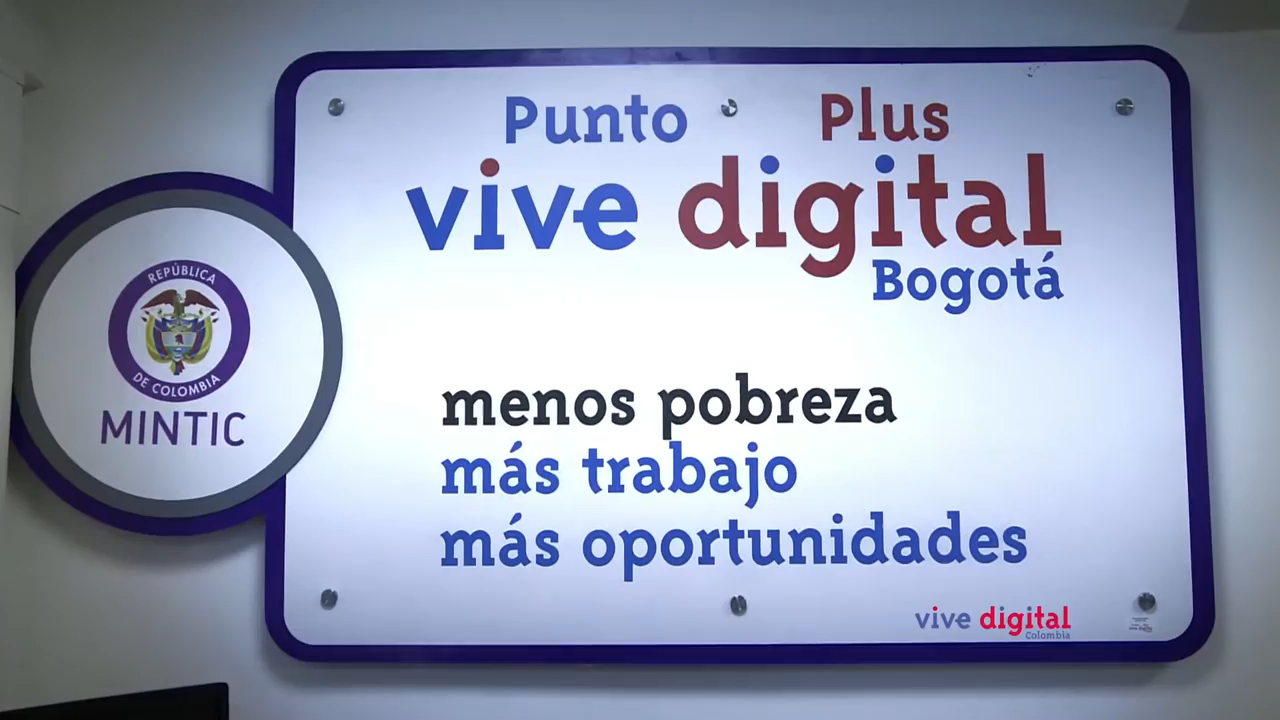 Punto Plus
vive digital
Bogotá
menos pobreza
más trabajo
más oportunidades
REPÚBLICA
DE COLOMBIA
MINTIC
vive digital
Colombia